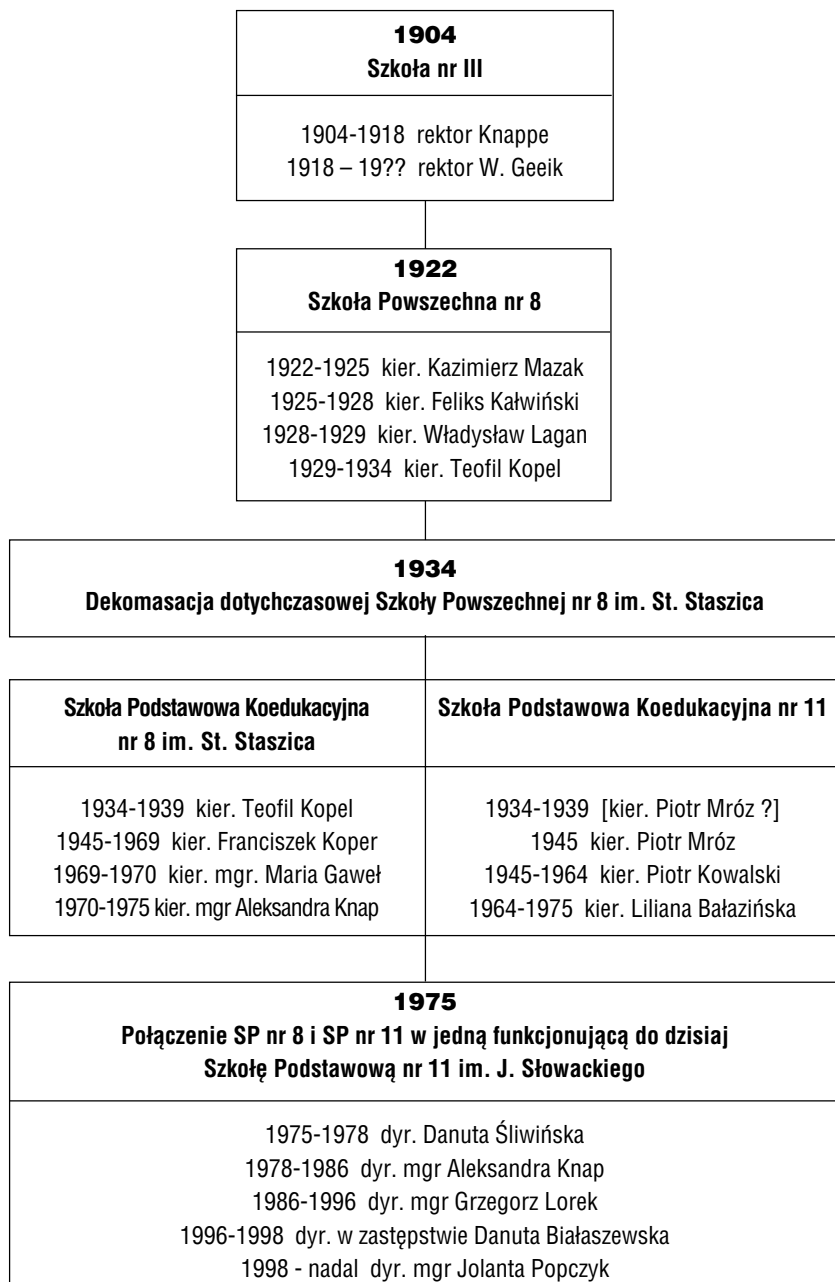 1904
Szkoła nr III
1904-1918 rektor Knappe
1918 – 19?? rektor W. Geeik
1922
Szkoła Powszechna nr 8
1922-1925 kier. Kazimierz Mazak
1925-1928 kier. Feliks Kałwiński
1928-1929 kier. Władysław Lagan
1929-1934 kier. Teofil Kopel
1934
Dekomasacja dotychczasowej Szkoły Powszechnej nr 8 im. St. Staszica
Szkoła Podstawowa Koedukacyjna
nr 8 im. St. Staszica
1934-1939 kier. Teofil Kopel
1945-1969 kier. Franciszek Koper
1969-1970 kier. mgr. Maria Gaweł
1970-1975 kier. mgr Aleksandra Knap
Szkoła Podstawowa Koedukacyjna nr 11
1934-1939 [kier. Piotr Mróz ?]
1945 kier. Piotr Mróz
1945-1964 kier. Piotr Kowalski
1964-1975 kier. Liliana Bałazińska
1975
Połączenie SP nr 8 i SP nr 11 w jedną funkcjonującą do dzisiaj
Szkołę Podstawową nr 11 im. J. Słowackiego
1975-1978 dyr. Danuta Śliwińska
1978-1986 dyr. mgr Aleksandra Knap
1986-1996 dyr. mgr Grzegorz Lorek
1996-1998 dyr. w zastępstwie Danuta Białaszewska
1998 - nadal dyr. mgr Jolanta Popczyk